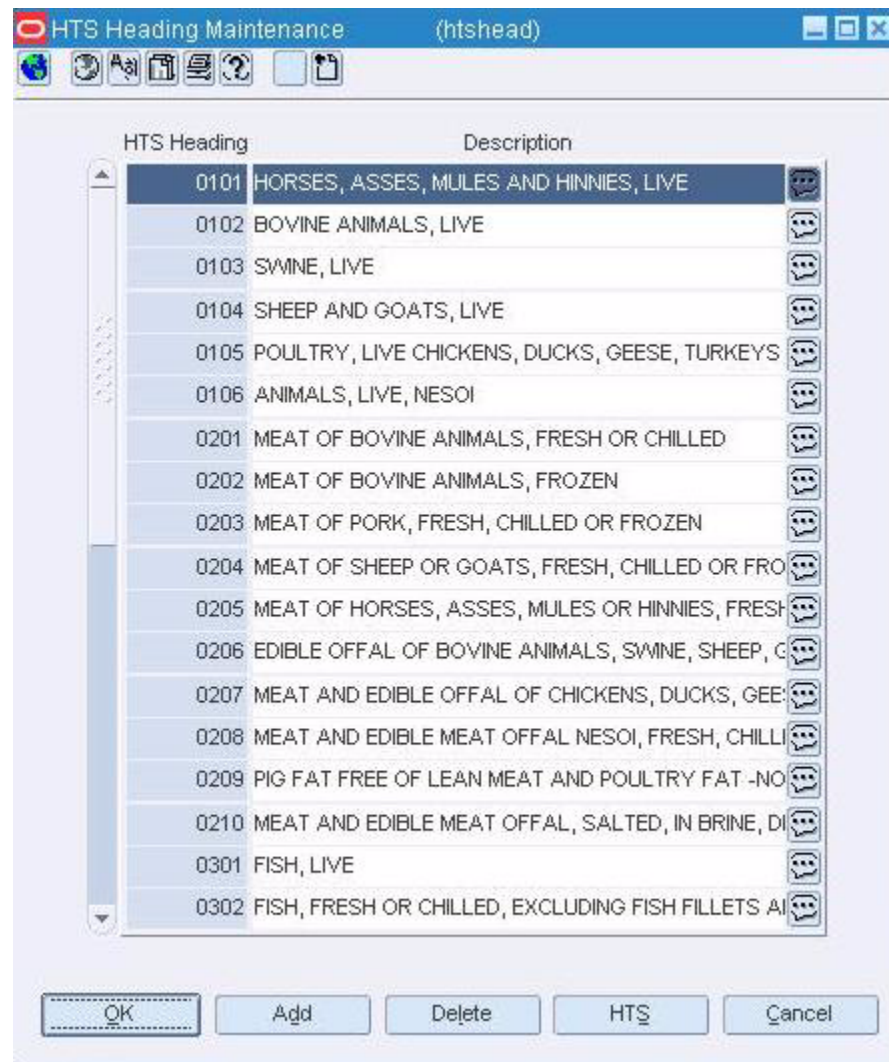 HTS Heading Maintenance (htshead)
HTS Heading Description
0101 HORSES, ASSES, MULES AND HINNIES, LIVE
0102 BOVINE ANIMALS, LIVE
0103 SWINE, LIVE
0104 SHEEP AND GOATS, LIVE
0105 POULTRY, LIVE CHICKENS, DUCKS, GEESE, TURKEYS
0106 ANIMALS, LIVE, NESOI
0201 MEAT OF BOVINE ANIMALS, FRESH OR CHILLED
0202 MEAT OF BOVINE ANIMALS, FROZEN
0203 MEAT OF PORK, FRESH, CHILLED OR FROZEN
0204 MEAT OF SHEEP OR GOATS, FRESH, CHILLED OR FRO
0205 MEAT OF HORSES, ASSES, MULES OR HINNIES, FRESH
0206 EDIBLE OFFAL OF BOVINE ANIMALS, SWINE, SHEEP, G
0207 MEAT AND EDIBLE OFFAL OF CHICKENS, DUCKS, GEES
0208 MEAT AND EDIBLE MEAT OFFAL NESOI, FRESH, CHILLE
0209 PIG FAT FREE OF LEAN MEAT AND POULTRY FAT -NO
0210 MEAT AND EDIBLE MEAT OFFAL, SALTED, IN BRINE, DI
0301 FISH, LIVE
0302 FISH, FRESH OR CHILLED, EXCLUDING FISH FILLETS A
OK Add Delete HTS Cancel